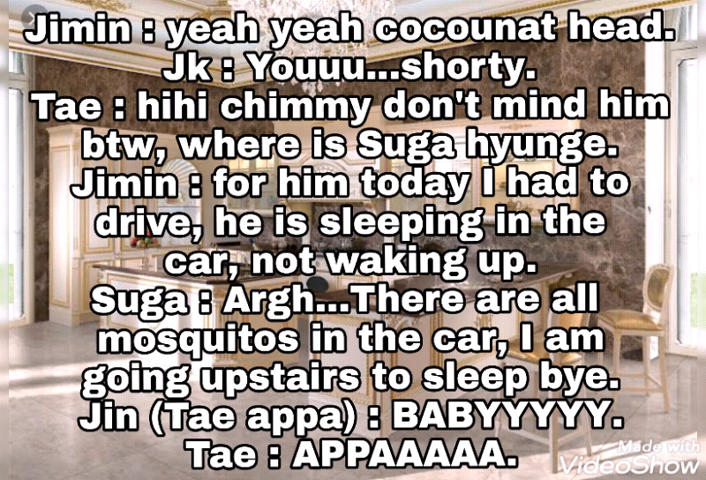 Jimin : yeah yeah cocounat head.
Jk : Youuu...shorty.
Tae : hihi chimmy don't mind him
btw, where is Suga hyunge.
Jimin : for him today I had to
drive, he is sleeping in the
car, not waking up.
Suga : Argh...There are all
mosquitos in the car, I am
going upstairs to sleep bye.
Jin (Tae appa) : BABYYYYY.
Tae : APPAAAAA.
Made with
VideoShow